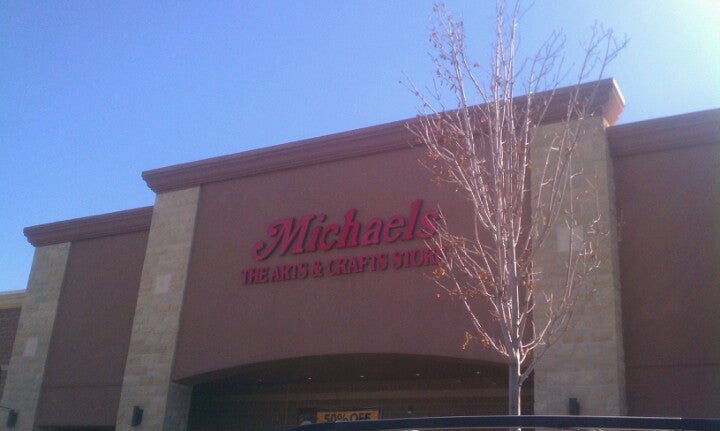 Michaels
THE ARTS & CRAFTS STORE
50% OFF